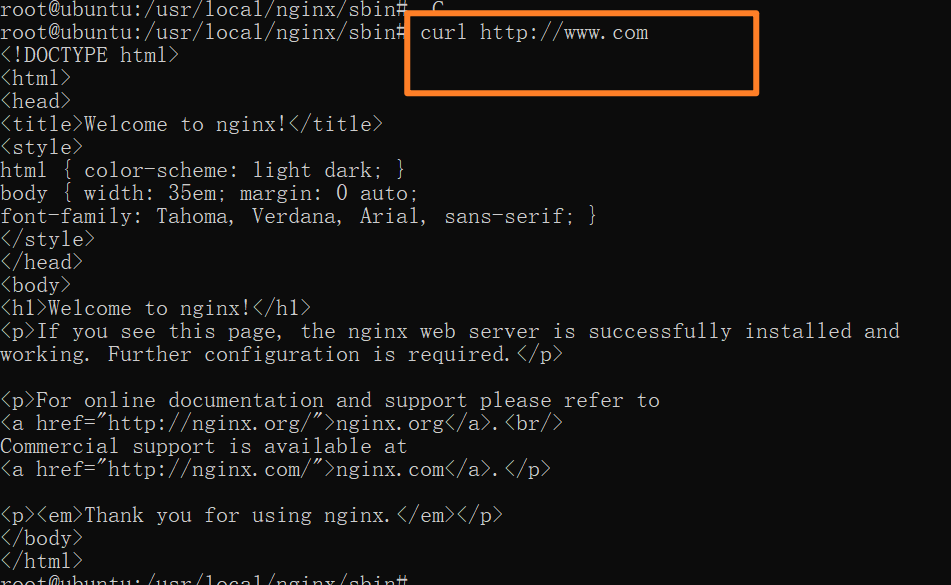 root@ubuntu:/usr/local/nginx/sbin# ^C
root@ubuntu:/usr/local/nginx/sbin# curl http://www.com
<!DOCTYPE html>
<html>
<head>
<title>Welcome to nginx!</title>
<style>
html { color-scheme: light dark; }
body { width: 35em; margin: 0 auto;
font-family: Tahoma, Verdana, Arial, sans-serif; }
</style>
</head>
<body>
<h1>Welcome to nginx!</h1>
<p>If you see this page, the nginx web server is successfully installed and
working. Further configuration is required.</p>
<p>For online documentation and support please refer to
<a href="http://nginx.org/">nginx.org</a>.<br/>
Commercial support is available at
<a href="http://nginx.com/">nginx.com</a>.</p>
<p><em>Thank you for using nginx.</em></p>
</body>
</html>
root@ubuntu:/usr/local/nginx/sbin#